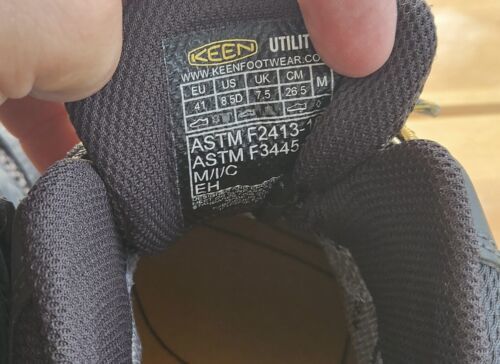 KEEN UTILIT
WWW.KEENFOOTWEAR.
EU US UK CM M
41 8.5D 7.5 26.5
ASTM F2413-
ASTM F3445
M/I/C
EH